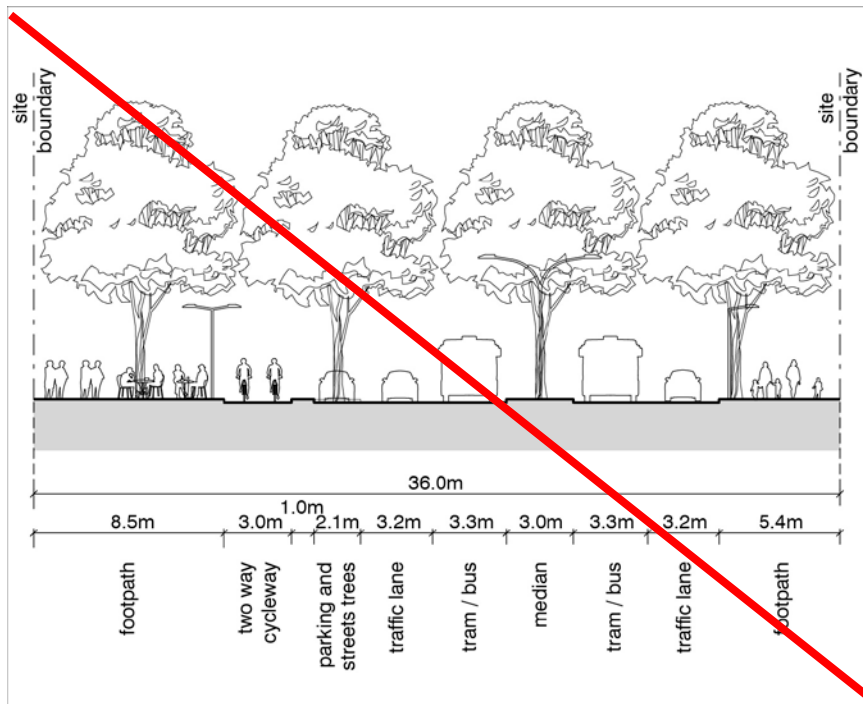 site
boundary
site
boundary
36.0m
1.0m
8.5m 3.0m 2.1m 3.2m 3.3m 3.0m 3.3m 3.2m 5.4m
footpath
two way
cycleway
parking and
streets trees
traffic lane
tram / bus
median
tram / bus
traffic lane
footpath